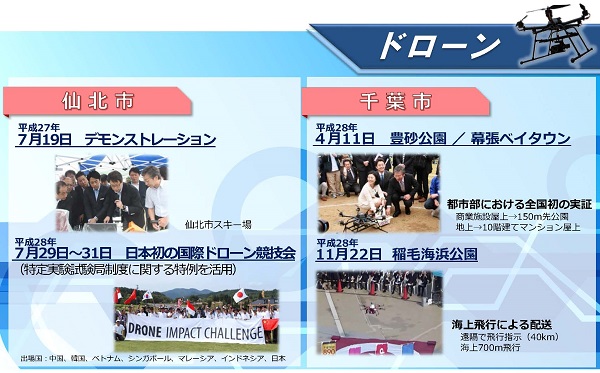 ドローン
仙北市
平成27年
7月19日 デモンストレーション
仙北市スキー場
平成28年
7月29日~31日 日本初の国際ドローン競技会
(特定実験試験局制度に関する特例を活用)
DRONE IMPACT CHALLENGE
出場国:中国、韓国、ベトナム、シンガポール、マレーシア、インドネシア、日本
千葉市
平成28年
4月11日 豊砂公園 / 幕張ベイタウン
都市部における全国初の実証
商業施設屋上→150m先公園
地上→10階建てマンション屋上
平成28年
11月22日 稲毛海浜公園
海上飛行による配送
遠隔で飛行指示(40km)
海上700m飛行